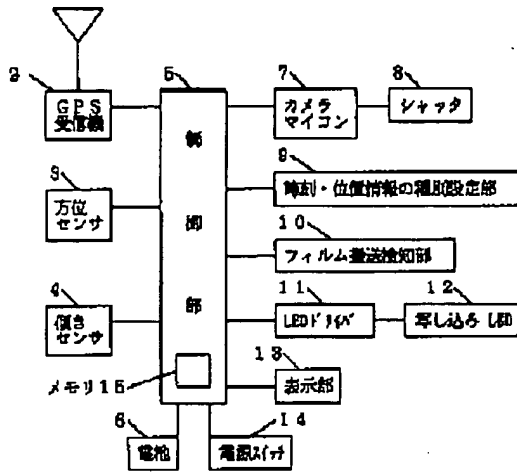 2
GPS
受信機
3
方位
センサ
4
傾き
センサ
5
制
御
部
メモリ15
6
電池
14
電源スイッチ
7
カメラ
マイコン
8
シャッタ
9
時刻・位置情報の種別設定部
10
フィルム搬送検知部
11
LEDドライバ
12
写し込み LED
13
表示部